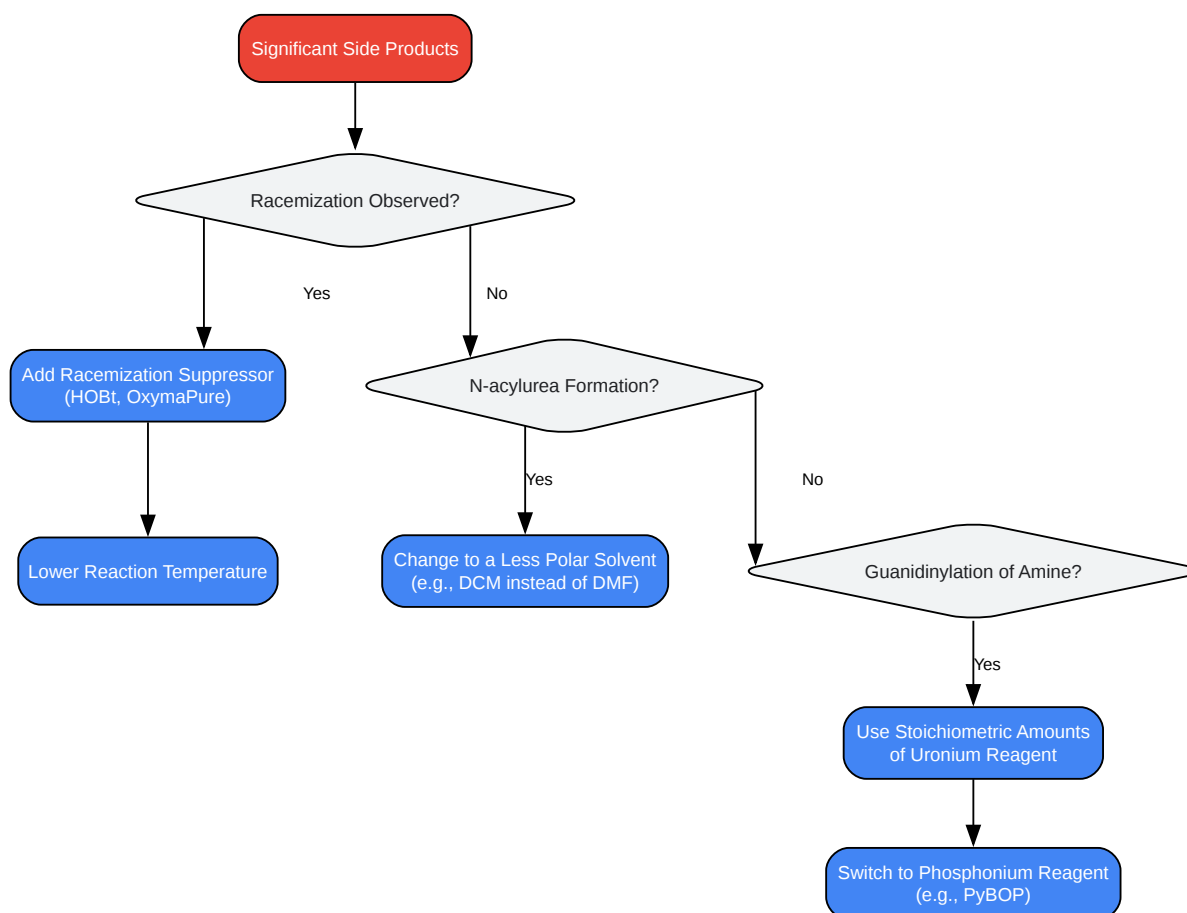 Significant Side Products
Racemization Observed?
Yes
No
Add Racemization Suppressor
(HOBt, OxymaPure)
N-acylurea Formation?
Yes
No
Lower Reaction Temperature
Change to a Less Polar Solvent
(e.g., DCM instead of DMF)
Guanidinylation of Amine?
Yes
Use Stoichiometric Amounts
of Uronium Reagent
Switch to Phosphonium Reagent
(e.g., PyBOP)